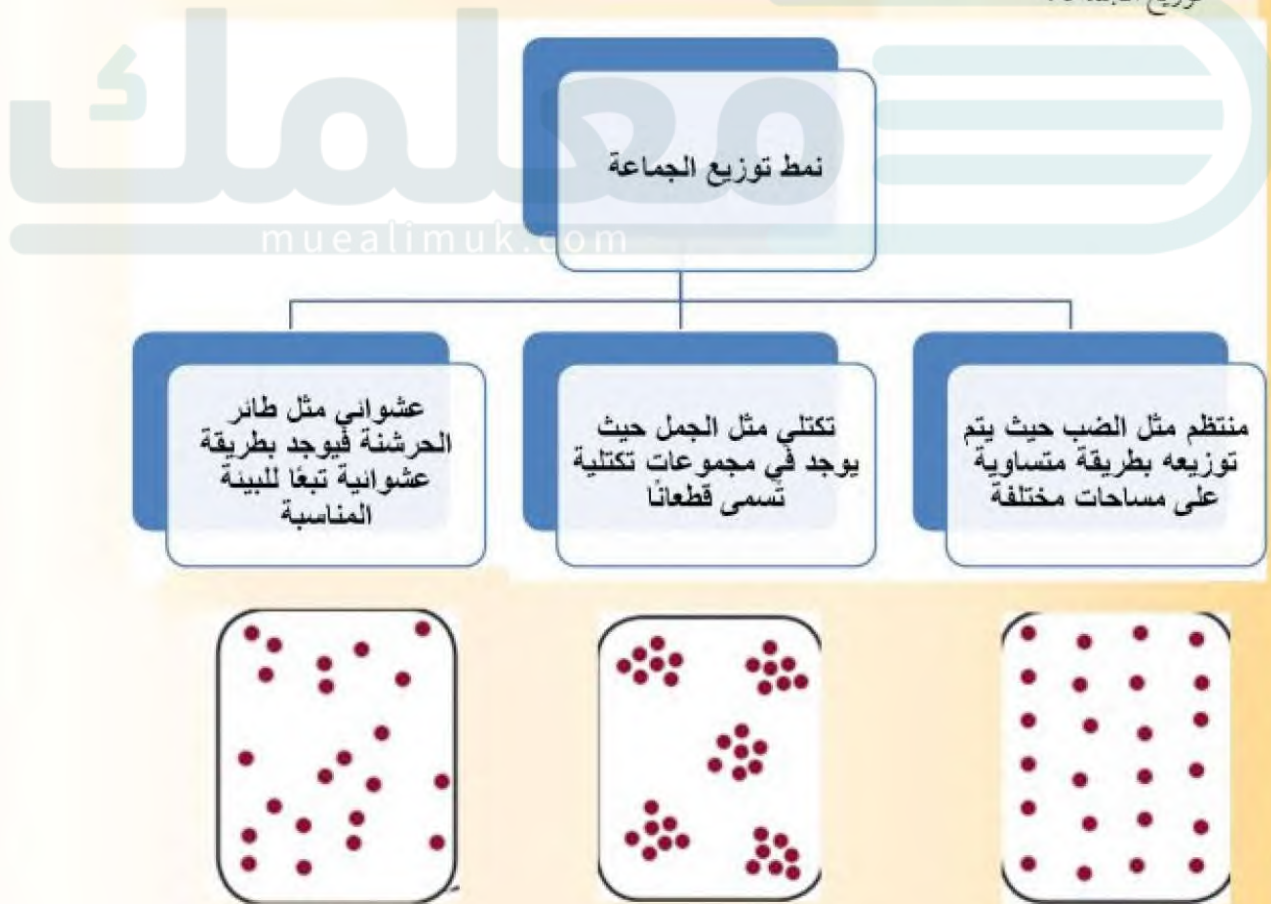 معلمك
muealimuk.com
نمط توزيع الجماعة
منتظم مثل الضب حيث يتم
توزيعه بطريقة متساوية
على مساحات مختلفة
تكتلي مثل الجمل حيث
يوجد في مجموعات تكتلية
تسمى قطعانًا
عشوائي مثل طائر
الحرشنة فيوجد بطريقة
عشوائية تبعًا للبيئة
المناسبة